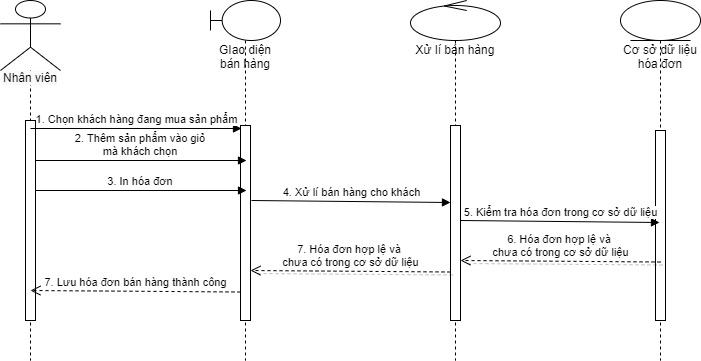 Nhân viên
Giao diện
bán hàng
Xử lí bán hàng
Cơ sở dữ liệu
hóa đơn
1. Chọn khách hàng đang mua sản phẩm
2. Thêm sản phẩm vào giỏ
mà khách chọn
3. In hóa đơn
4. Xử lí bán hàng cho khách
5. Kiểm tra hóa đơn trong cơ sở dữ liệu
6. Hóa đơn hợp lệ và
chưa có trong cơ sở dữ liệu
7. Hóa đơn hợp lệ và
chưa có trong cơ sở dữ liệu
7. Lưu hóa đơn bán hàng thành công